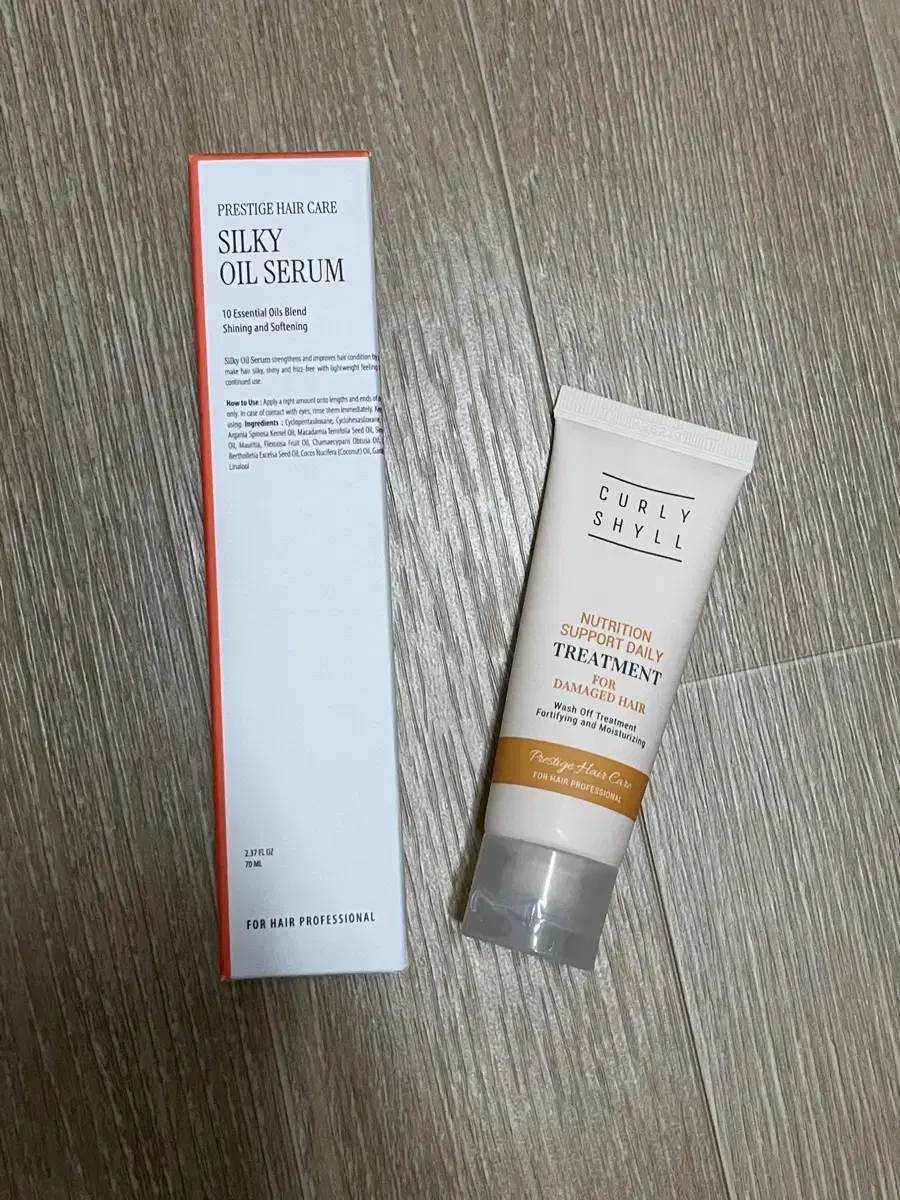 PRESTIGE HAIR CARE
SILKY
OIL SERUM
10 Essential Oils Blend
Shining and Softening
Silky Oil Serum strengthens and improves hair condition by
make hair silky, shiny and frizz-free with lightweight feeling
continued use.
How to Use : Apply a right amount onto lengths and ends of
only. In case of contact with eyes, rinse them immediately.
using. Ingredients : Cyclopentasiloxane, Cyclohexasiloxane,
Argania Spinosa Kernel Oil, Macadamia Ternifolia Seed Oil,
Oil, Mauritia, Flexuosa Fruit Oil, Chamaecyparis Obtusa Oil,
Bertholletia Excelsa Seed Oil, Cocos Nucifera (Coconut) Oil,
Linalool
2.37 FL OZ
70 ML
FOR HAIR PROFESSIONAL
CURLY
SHYLL
NUTRITION
SUPPORT DAILY
TREATMENT
FOR
DAMAGED HAIR
Wash Off Treatment
Fortifying and Moisturizing
Prestige Hair Care
FOR HAIR PROFESSIONAL